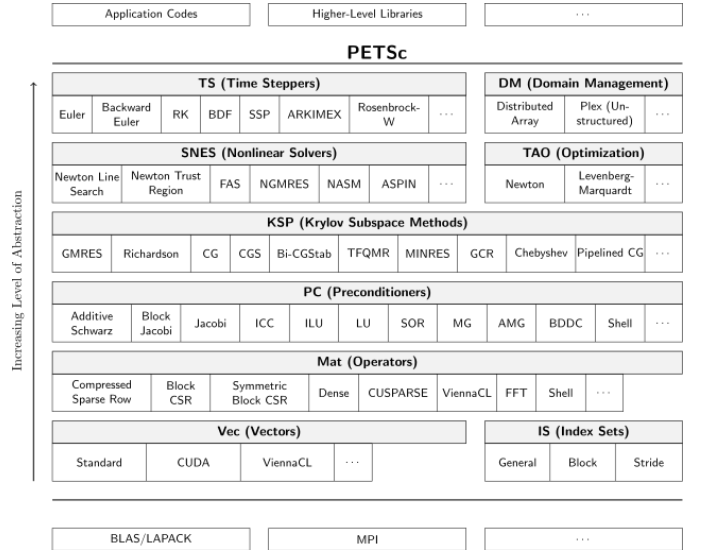 Application Codes
Higher-Level Libraries
···
PETSc
Increasing Level of Abstraction
TS (Time Steppers)
Euler
Backward
Euler
RK
BDF
SSP
ARKIMEX
Rosenbrock-
W
···
DM (Domain Management)
Distributed
Array
Plex (Un-
structured)
···
SNES (Nonlinear Solvers)
Newton Line
Search
Newton Trust
Region
FAS
NGMRES
NASM
ASPIN
···
TAO (Optimization)
Newton
Levenberg-
Marquardt
···
KSP (Krylov Subspace Methods)
GMRES
Richardson
CG
CGS
Bi-CGStab
TFQMR
MINRES
GCR
Chebyshev
Pipelined CG
···
PC (Preconditioners)
Additive
Schwarz
Block
Jacobi
Jacobi
ICC
ILU
LU
SOR
MG
AMG
BDDC
Shell
···
Mat (Operators)
Compressed
Sparse Row
Block
CSR
Symmetric
Block CSR
Dense
CUSPARSE
ViennaCL
FFT
Shell
···
Vec (Vectors)
Standard
CUDA
ViennaCL
···
IS (Index Sets)
General
Block
Stride
BLAS/LAPACK
MPI
···